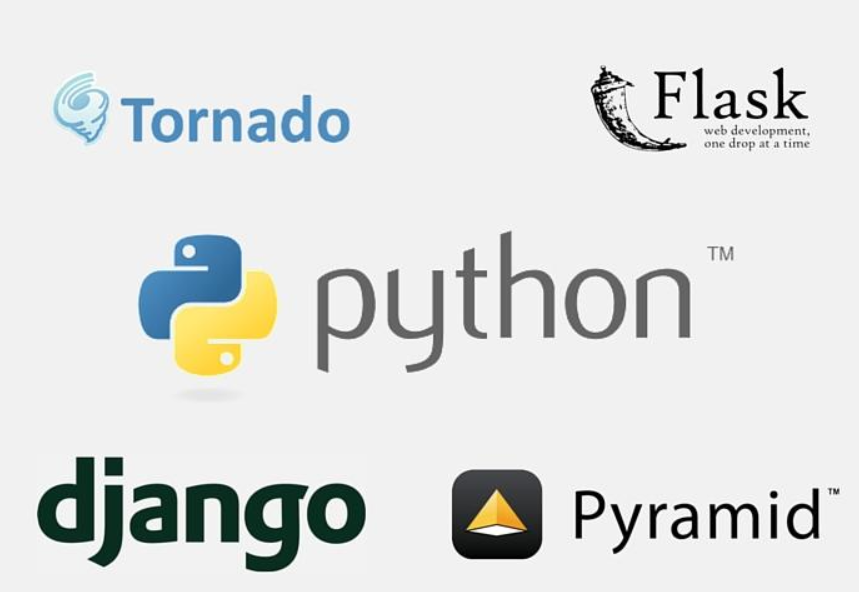 Tornado
Flask
web development,
one drop at a time
python™
django
Pyramid™